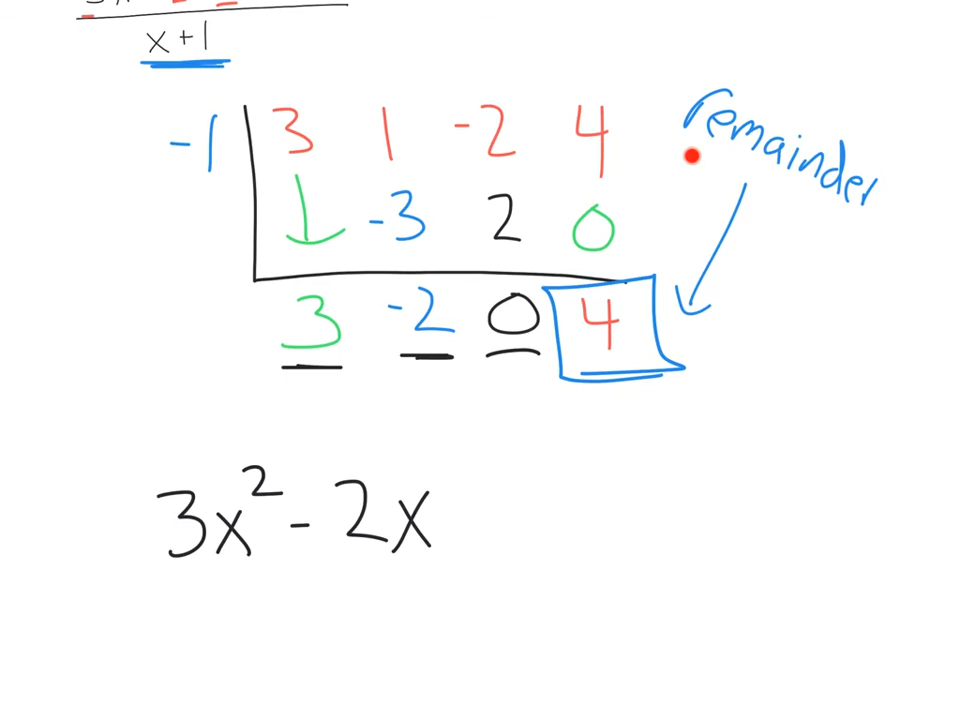 x + 1
-1 3 1 -2 4 remainder
-3 2 0
3 -2 0 4
3x² - 2x